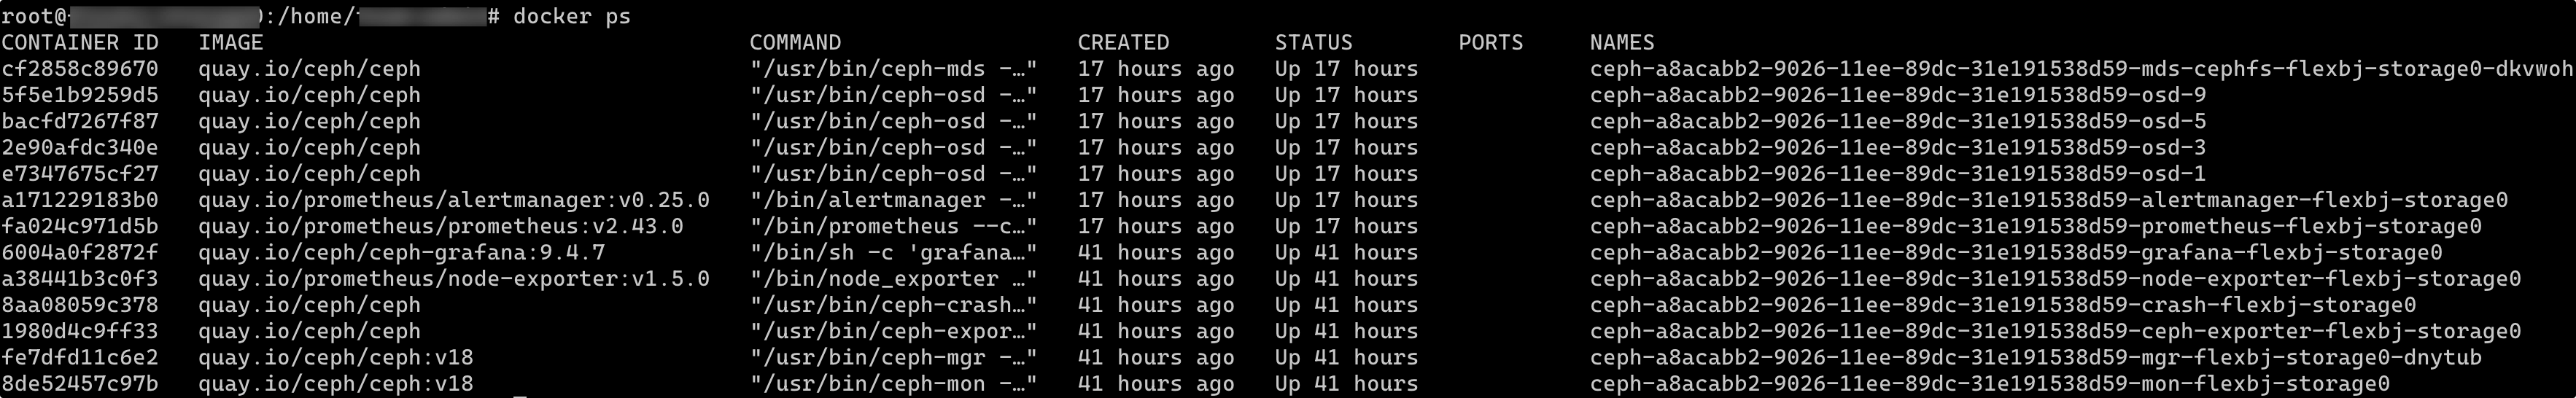 root@ :/home/ # docker ps
CONTAINER ID   IMAGE                                     COMMAND                  CREATED        STATUS        PORTS     NAMES
cf2858c89670   quay.io/ceph/ceph                         "/usr/bin/ceph-mds -…"   17 hours ago   Up 17 hours             ceph-a8acabb2-9026-11ee-89dc-31e191538d59-mds-cephfs-flexbj-storage0-dkvwoh
5f5e1b9259d5   quay.io/ceph/ceph                         "/usr/bin/ceph-osd -…"   17 hours ago   Up 17 hours             ceph-a8acabb2-9026-11ee-89dc-31e191538d59-osd-9
bacfd7267f87   quay.io/ceph/ceph                         "/usr/bin/ceph-osd -…"   17 hours ago   Up 17 hours             ceph-a8acabb2-9026-11ee-89dc-31e191538d59-osd-5
2e90afdc340e   quay.io/ceph/ceph                         "/usr/bin/ceph-osd -…"   17 hours ago   Up 17 hours             ceph-a8acabb2-9026-11ee-89dc-31e191538d59-osd-3
e7347675cf27   quay.io/ceph/ceph                         "/usr/bin/ceph-osd -…"   17 hours ago   Up 17 hours             ceph-a8acabb2-9026-11ee-89dc-31e191538d59-osd-1
a171229183b0   quay.io/prometheus/alertmanager:v0.25.0   "/bin/alertmanager -…"   17 hours ago   Up 17 hours             ceph-a8acabb2-9026-11ee-89dc-31e191538d59-alertmanager-flexbj-storage0
fa024c971d5b   quay.io/prometheus/prometheus:v2.43.0     "/bin/prometheus --c…"   17 hours ago   Up 17 hours             ceph-a8acabb2-9026-11ee-89dc-31e191538d59-prometheus-flexbj-storage0
6004a0f2872f   quay.io/ceph/ceph-grafana:9.4.7           "/bin/sh -c 'grafana…"   41 hours ago   Up 41 hours             ceph-a8acabb2-9026-11ee-89dc-31e191538d59-grafana-flexbj-storage0
a38441b3c0f3   quay.io/prometheus/node-exporter:v1.5.0   "/bin/node_exporter …"   41 hours ago   Up 41 hours             ceph-a8acabb2-9026-11ee-89dc-31e191538d59-node-exporter-flexbj-storage0
8aa08059c378   quay.io/ceph/ceph                         "/usr/bin/ceph-crash…"   41 hours ago   Up 41 hours             ceph-a8acabb2-9026-11ee-89dc-31e191538d59-crash-flexbj-storage0
1980d4c9ff33   quay.io/ceph/ceph                         "/usr/bin/ceph-expor…"   41 hours ago   Up 41 hours             ceph-a8acabb2-9026-11ee-89dc-31e191538d59-ceph-exporter-flexbj-storage0
fe7dfd11c6e2   quay.io/ceph/ceph:v18                     "/usr/bin/ceph-mgr -…"   41 hours ago   Up 41 hours             ceph-a8acabb2-9026-11ee-89dc-31e191538d59-mgr-flexbj-storage0-dnytub
8de52457c97b   quay.io/ceph/ceph:v18                     "/usr/bin/ceph-mon -…"   41 hours ago   Up 41 hours             ceph-a8acabb2-9026-11ee-89dc-31e191538d59-mon-flexbj-storage0